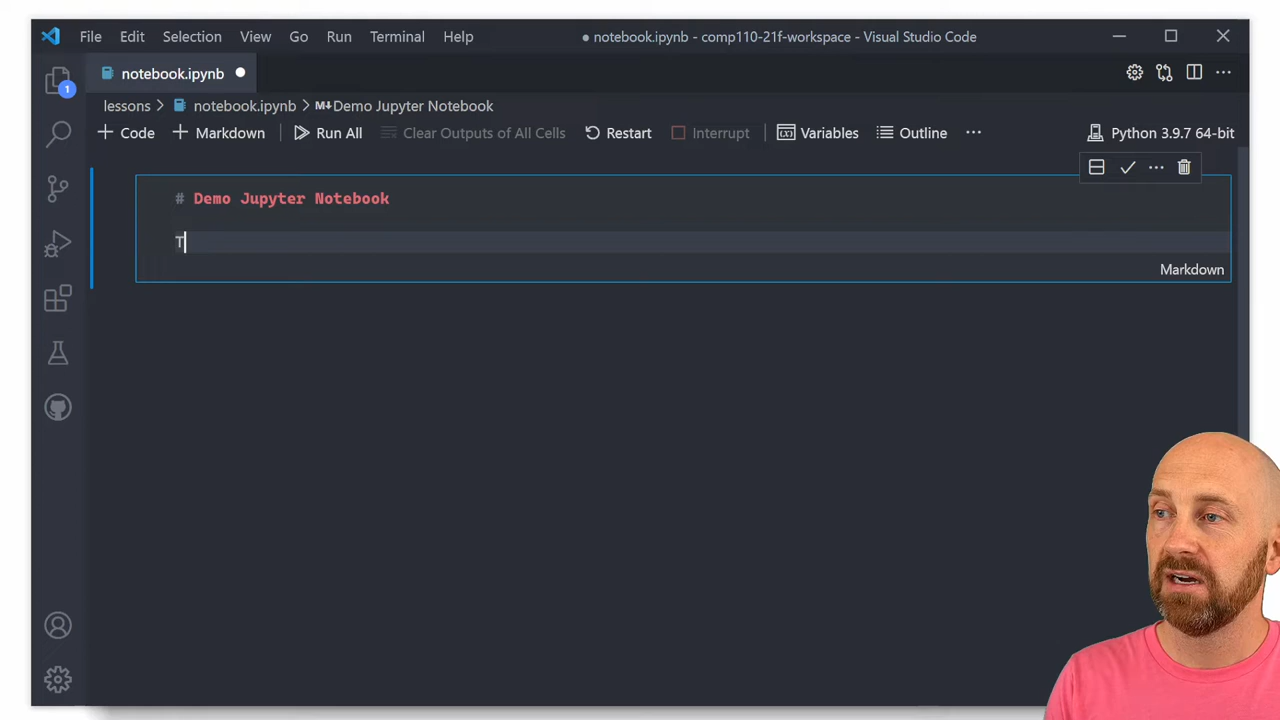 File Edit Selection View Go Run Terminal Help ● notebook.ipynb - comp110-21f-workspace - Visual Studio Code
notebook.ipynb
1
lessons > notebook.ipynb > M↓Demo Jupyter Notebook
+ Code + Markdown Run All Clear Outputs of All Cells Restart Interrupt (x) Variables Outline ··· Python 3.9.7 64-bit
# Demo Jupyter Notebook
T
Markdown